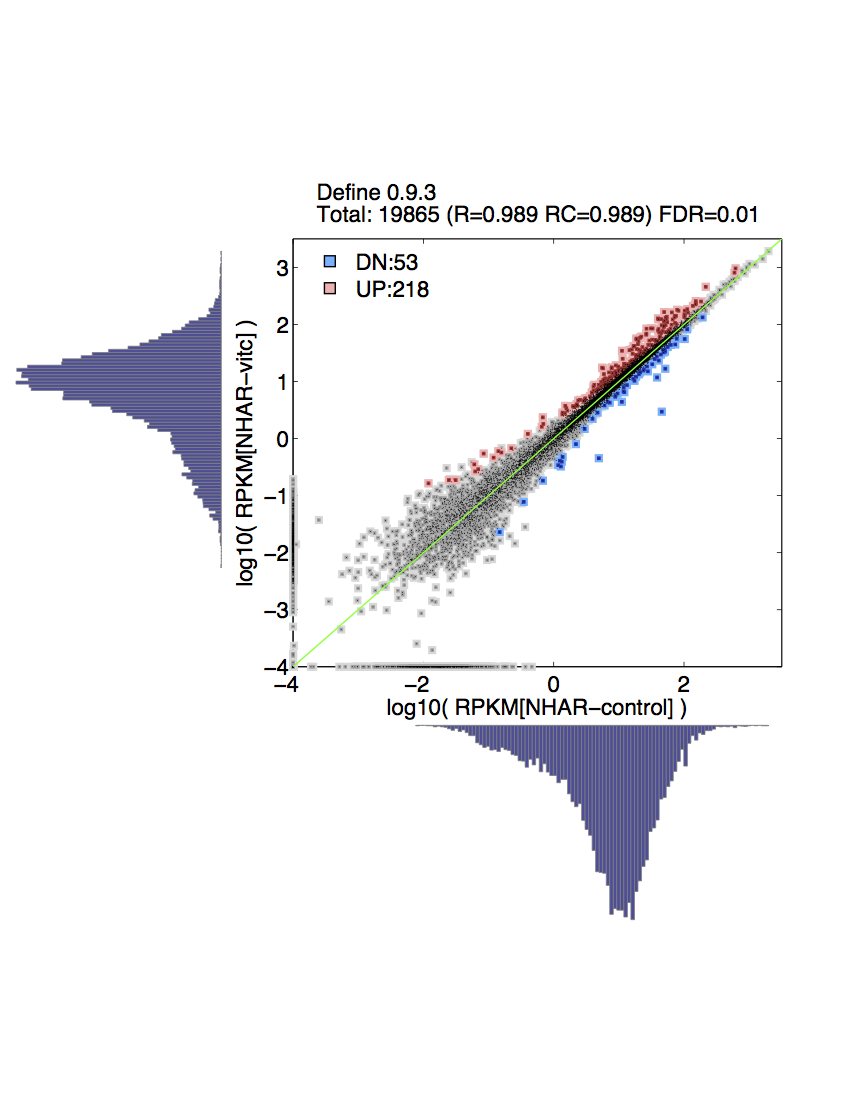 Define 0.9.3
Total: 19865 (R=0.989 RC=0.989) FDR=0.01
DN:53
UP:218
3
2
1
0
−1
−2
−3
−4
log10( RPKM[NHAR−vitc] )
−4 −2 0 2
log10( RPKM[NHAR−control] )